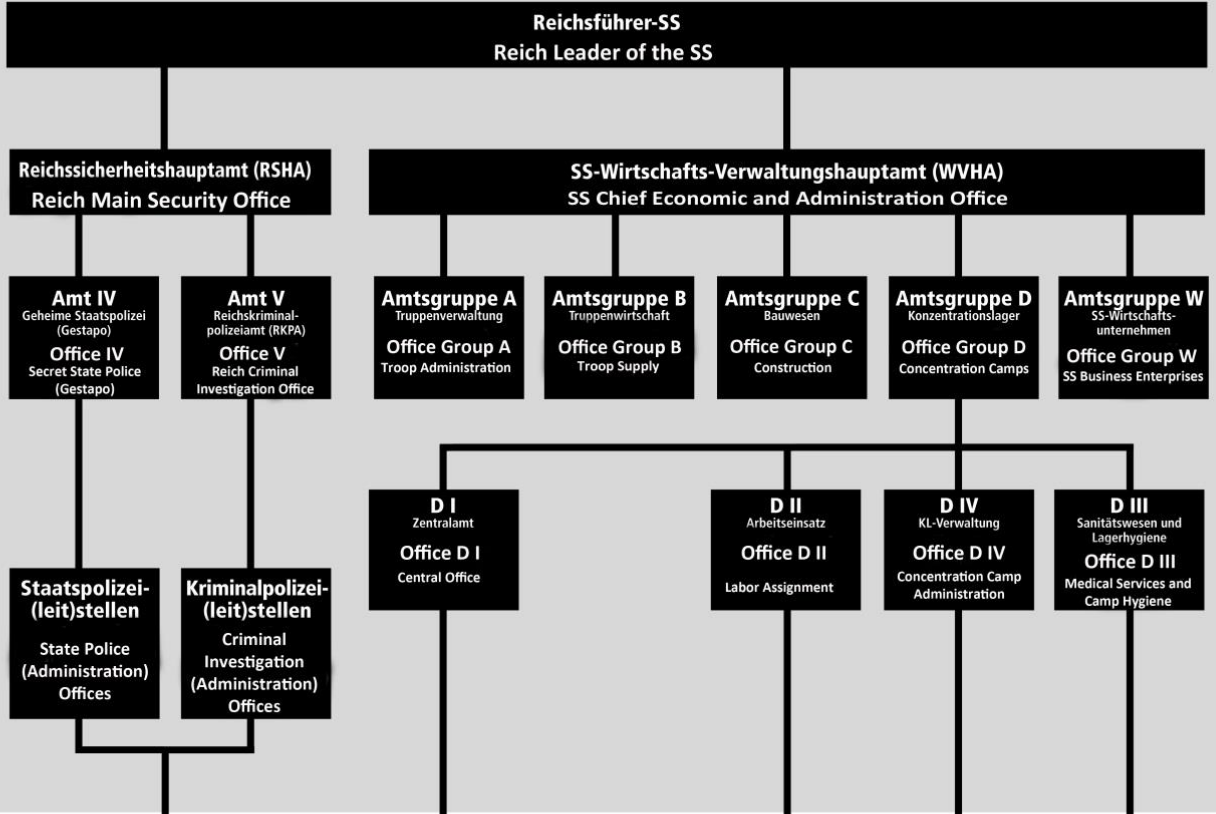 Reichsführer-SS
Reich Leader of the SS
Reichssicherheitshauptamt (RSHA)
Reich Main Security Office
SS-Wirtschafts-Verwaltungshauptamt (WVHA)
SS Chief Economic and Administration Office
Amt IV
Geheime Staatspolizei
(Gestapo)
Office IV
Secret State Police
(Gestapo)
Amt V
Reichskriminal-
polizeiamt (RKPA)
Office V
Reich Criminal
Investigation Office
Amtsgruppe A
Truppenverwaltung
Office Group A
Troop Administration
Amtsgruppe B
Truppenwirtschaft
Office Group B
Troop Supply
Amtsgruppe C
Bauwesen
Office Group C
Construction
Amtsgruppe D
Konzentrationslager
Office Group D
Concentration Camps
Amtsgruppe W
SS-Wirtschafts-
unternehmen
Office Group W
SS Business Enterprises
D I
Zentralamt
Office D I
Central Office
D II
Arbeitseinsatz
Office D II
Labor Assignment
D IV
KL-Verwaltung
Office D IV
Concentration Camp
Administration
D III
Sanitätswesen und
Lagerhygiene
Office D III
Medical Services and
Camp Hygiene
Staatspolizei-
(leit)stellen
State Police
(Administration)
Offices
Kriminalpolizei-
(leit)stellen
Criminal
Investigation
(Administration)
Offices